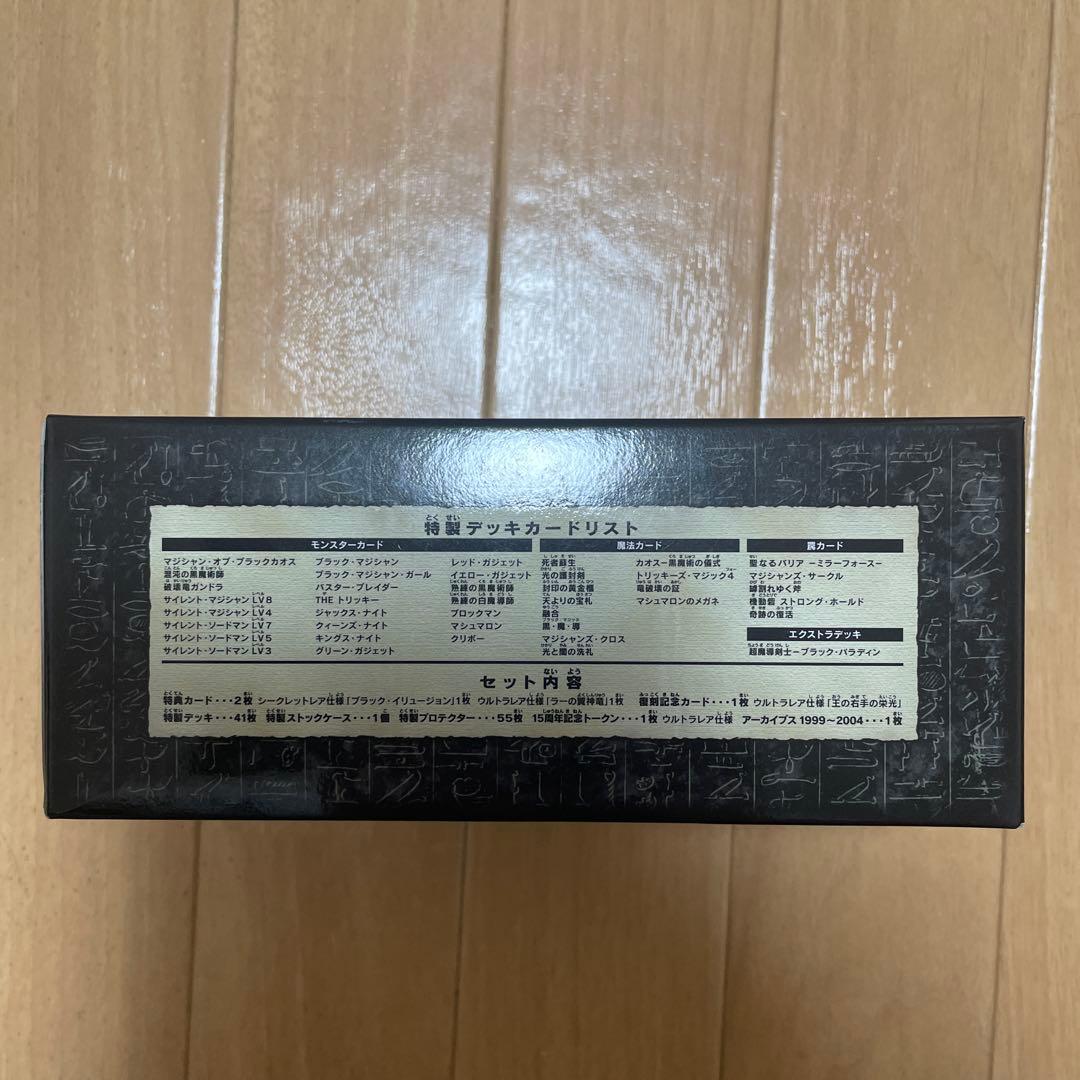 特製デッキカードリスト
モンスターカード
マジシャン・オブ・ブラックカオス
混沌の黒魔術師
破壊竜ガンドラ
サイレント・マジシャン LV8
サイレント・マジシャン LV4
サイレント・ソードマン LV7
サイレント・ソードマン LV5
サイレント・ソードマン LV3
ブラック・マジシャン
ブラック・マジシャン・ガール
バスター・ブレイダー
THE トリッキー
ジャックス・ナイト
クィーンズ・ナイト
キングス・ナイト
グリーン・ガジェット
レッド・ガジェット
イエロー・ガジェット
熟練の黒魔術師
熟練の白魔導師
ブロックマン
マシュマロン
クリボー
魔法カード
死者蘇生
光の護封剣
封印の黄金櫃
天よりの宝札
融合
黒・魔・導
マジシャンズ・クロス
光と闇の洗礼
カオス－黒魔術の儀式
トリッキーズ・マジック4
竜破壊の証
マシュマロンのメガネ
罠カード
聖なるバリア －ミラーフォース－
マジシャンズ・サークル
罅割れゆく斧
機動砦 ストロング・ホールド
奇跡の復活
エクストラデッキ
超魔導剣士－ブラック・パラディン
セット内容
特典カード・・・2枚 シークレットレア仕様「ブラック・イリュージョン」1枚 ウルトラレア仕様「ラーの翼神竜」1枚 復刻記念カード・・・1枚 ウルトラレア仕様「王の右手の栄光」
特製デッキ・・・41枚 特製ストックケース・・・1個 特製プロテクター・・・55枚 15周年記念トークン・・・1枚 ウルトラレア仕様 アーカイブス 1999～2004・・・1枚